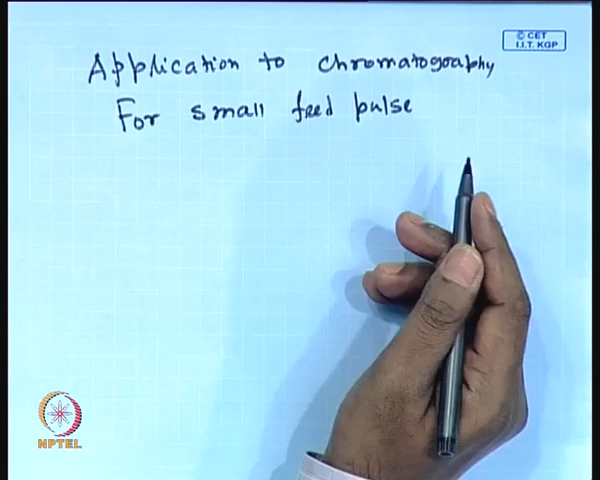 © CET
I.I.T. KGP
Application to chromatography
For small feed pulse
NPTEL